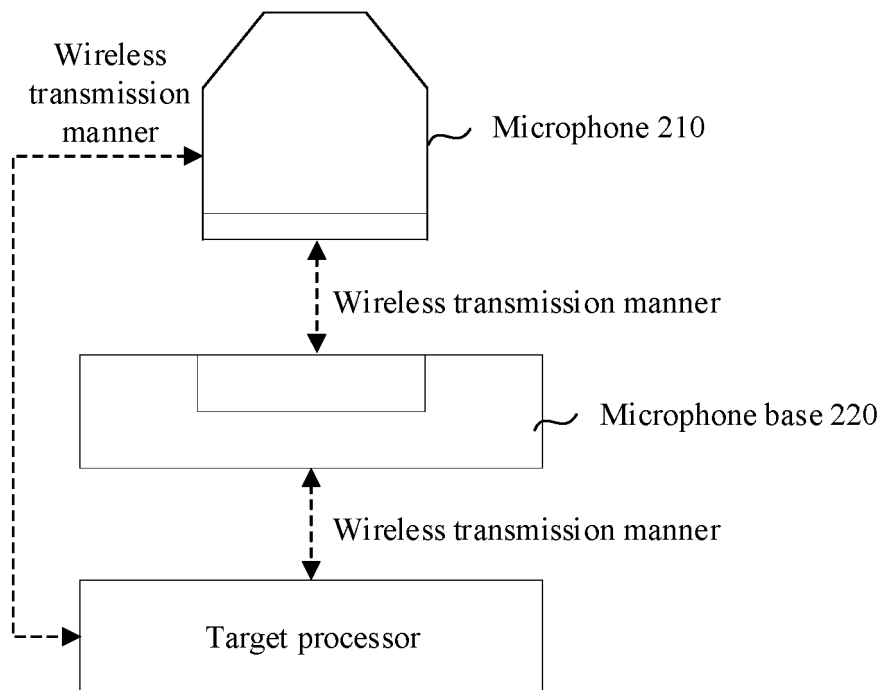 Wireless
transmission
manner
Microphone 210
Wireless transmission manner
Microphone base 220
Wireless transmission manner
Target processor